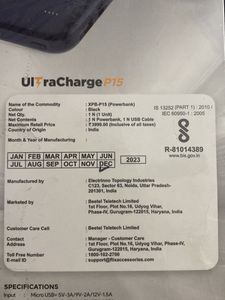 UltraCharge P15
Name of the Commodity : XPB-P15 (Powerbank)
Colour : Black
Net Qty. : 1 N (1 Unit)
Net Contents : 1 N Powerbank, 1 N USB Cable
Maximum Retail Price : ₹ 3999.00 (Inclusive of all taxes)
Country of Origin : India
Month & Year of Manufacturing :
IS 13252 (PART 1) : 2010 /
IEC 60950-1 : 2005
R-81014389
www.bis.gov.in
JAN FEB MAR APR MAY JUN
JUL AUG SEP OCT NOV DEC
2023
Manufactured by : Electrinno Topology Industries
C123, Sector 63, Noida, Uttar Pradesh-
201301, India
Marketed by : Beetel Teletech Limited
1st Floor, Plot No.16, Udyog Vihar,
Phase-IV, Gurugram-122015, Haryana, India
Customer Care Cell : Beetel Teletech Limited
Contact : Manager - Customer Care
Address : 1st Floor, Plot No.16, Udyog Vihar, Phase-IV,
Gurugram-122015, Haryana, India
Toll Free Number : 1800-102-2700
E-Mail ID : support@flixaccessories.com
SPECIFICATIONS
Input : Micro USB= 5V-3A/9V-2A/12V-1.5A